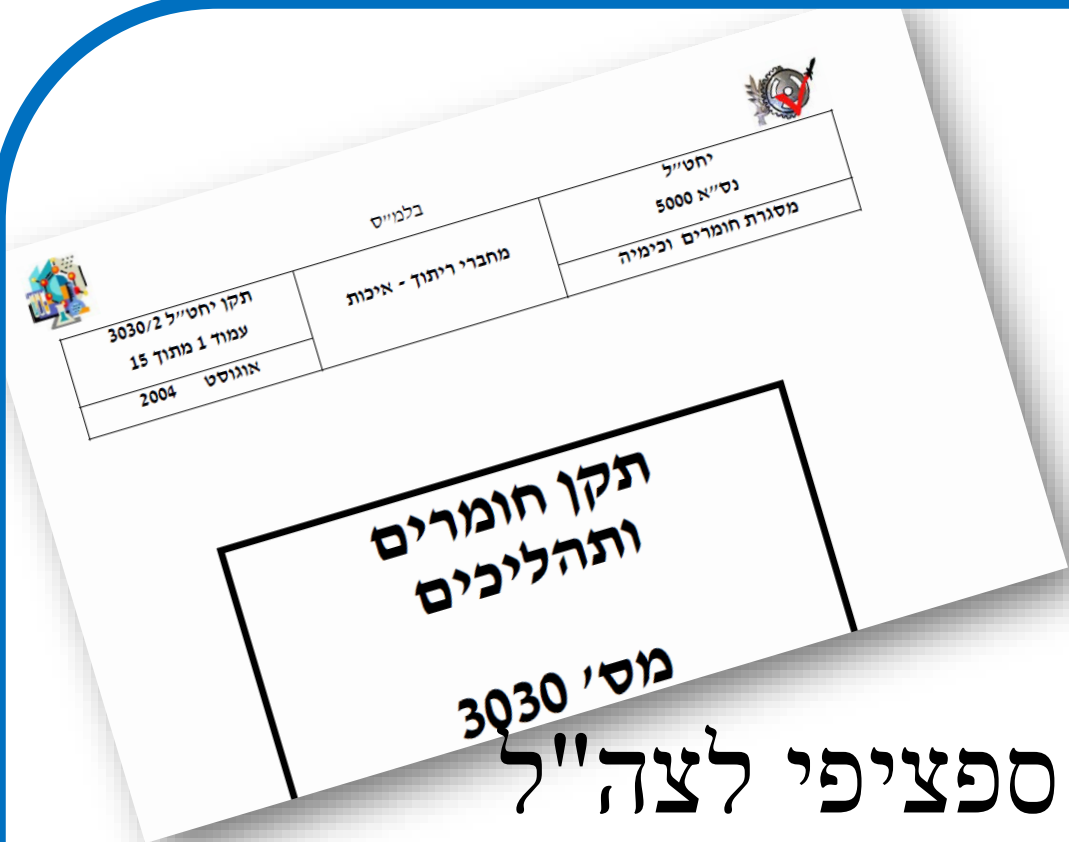 בלמ״ס
יחט״ל
נס״א 5000
מסגרת חומרים וכימיה
מחברי ריתוך - איכות
תקן יחט״ל 3030/2
עמוד 1 מתוך 15
אוגוסט 2004
תקן חומרים
ותהליכים
מס׳ 3030
ספציפי לצה"ל